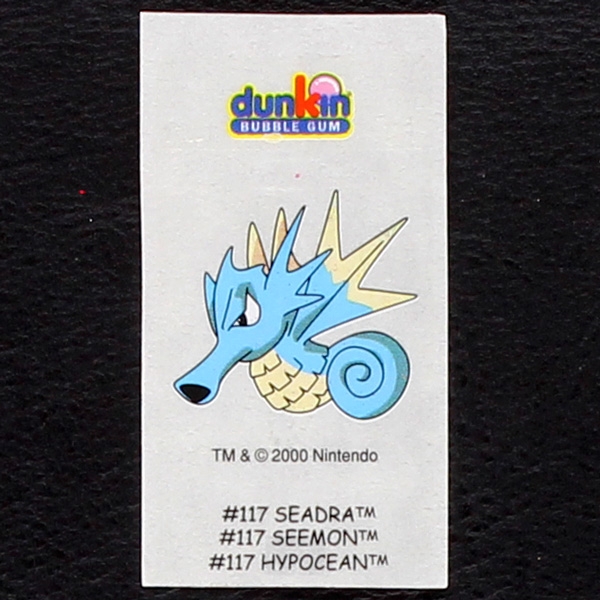 dunkin
BUBBLE GUM
TM & © 2000 Nintendo
#117 SEADRA™
#117 SEEMON™
#117 HYPOCEAN™